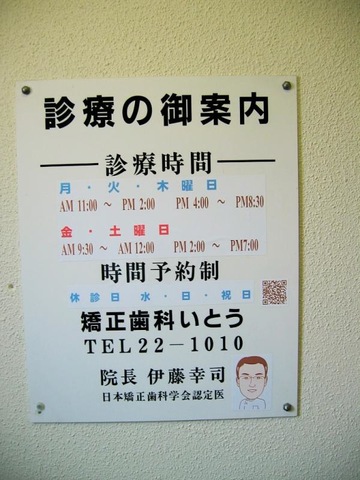 診療の御案内
診療時間
月・火・木曜日
AM 11:00 ～ PM 2:00 PM 4:00 ～ PM8:30
金・土曜日
AM 9:30 ～ AM 12:00 PM 2:00 ～ PM7:00
時間予約制
休診日 水・日・祝日
矯正歯科いとう
TEL22－1010
院長 伊藤幸司
日本矯正歯科学会認定医